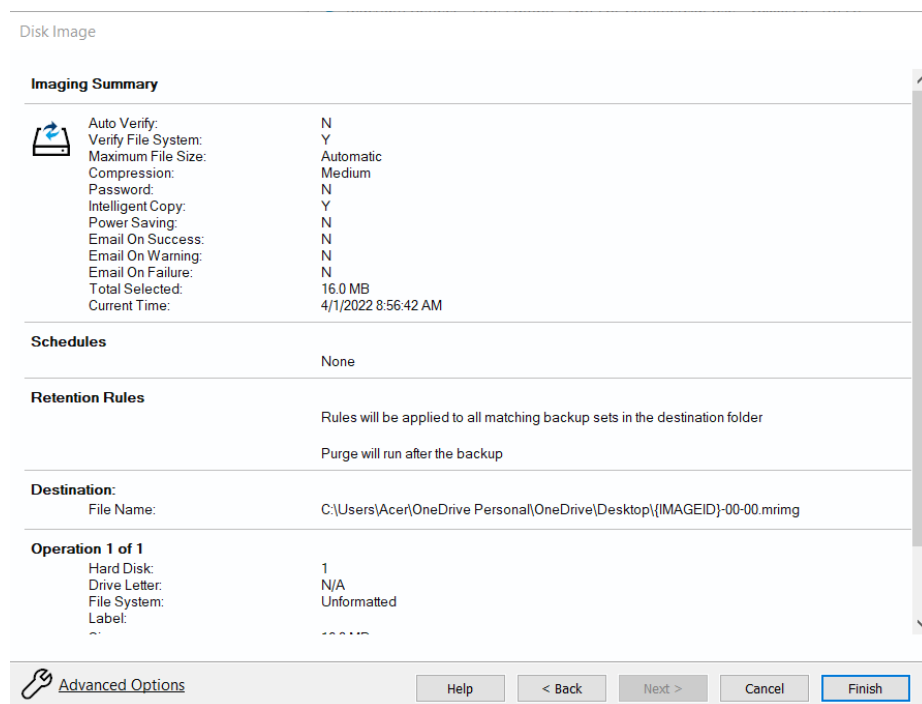 Disk Image
Imaging Summary
Auto Verify: N
Verify File System: Y
Maximum File Size: Automatic
Compression: Medium
Password: N
Intelligent Copy: Y
Power Saving: N
Email On Success: N
Email On Warning: N
Email On Failure: N
Total Selected: 16.0 MB
Current Time: 4/1/2022 8:56:42 AM
Schedules
None
Retention Rules
Rules will be applied to all matching backup sets in the destination folder
Purge will run after the backup
Destination:
File Name: C:\Users\Acer\OneDrive Personal\OneDrive\Desktop\{IMAGEID}-00-00.mrimg
Operation 1 of 1
Hard Disk: 1
Drive Letter: N/A
File System: Unformatted
Label:
Advanced Options Help < Back Next > Cancel Finish